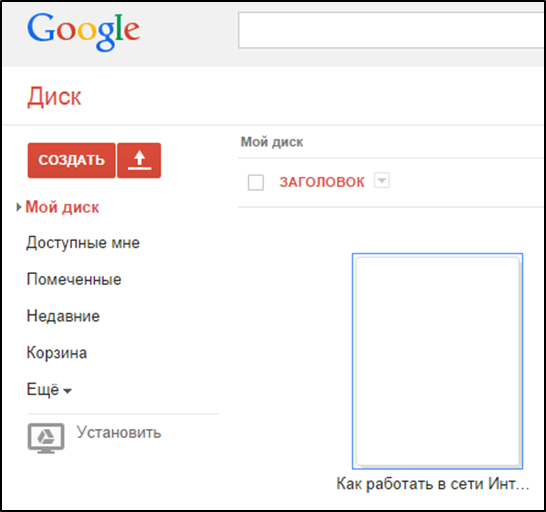 Google
Диск
СОЗДАТЬ
Мой диск
Доступные мне
Помеченные
Недавние
Корзина
Ещё
Установить
Мой диск
ЗАГОЛОВОК
Как работать в сети Инт...